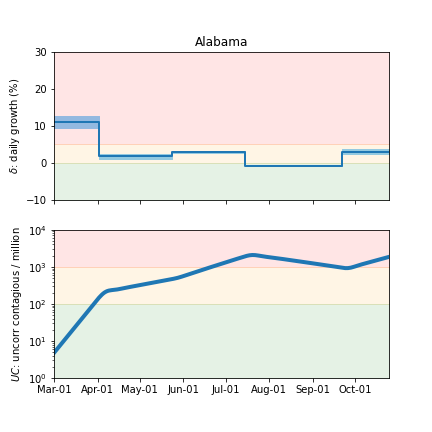 Alabama
δ: daily growth (%)
30
20
10
0
−10
UC: uncorr contagious / million
10⁴
10³
10²
10¹
10⁰
Mar-01 Apr-01 May-01 Jun-01 Jul-01 Aug-01 Sep-01 Oct-01